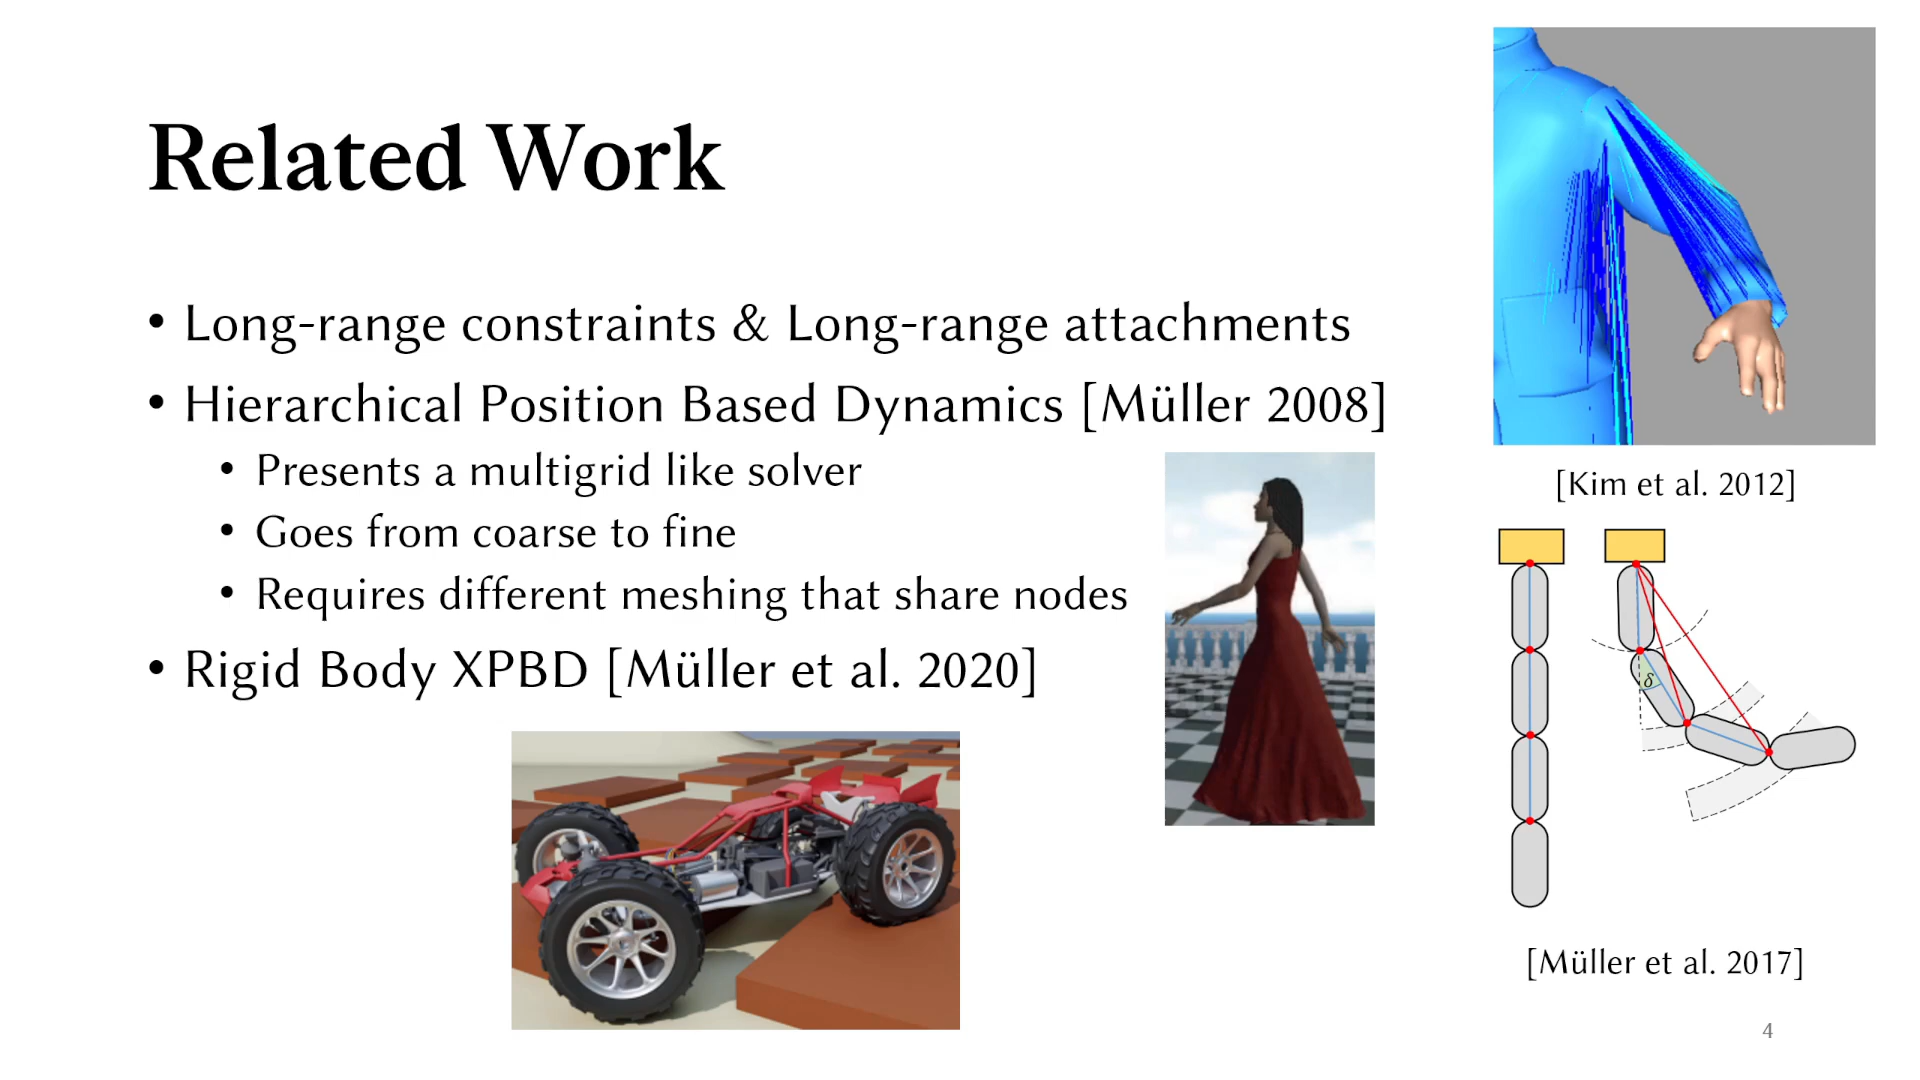 Related Work
• Long-range constraints & Long-range attachments
• Hierarchical Position Based Dynamics [Müller 2008]
• Presents a multigrid like solver
• Goes from coarse to fine
• Requires different meshing that share nodes
• Rigid Body XPBD [Müller et al. 2020]
[Kim et al. 2012]
δ
[Müller et al. 2017]
4